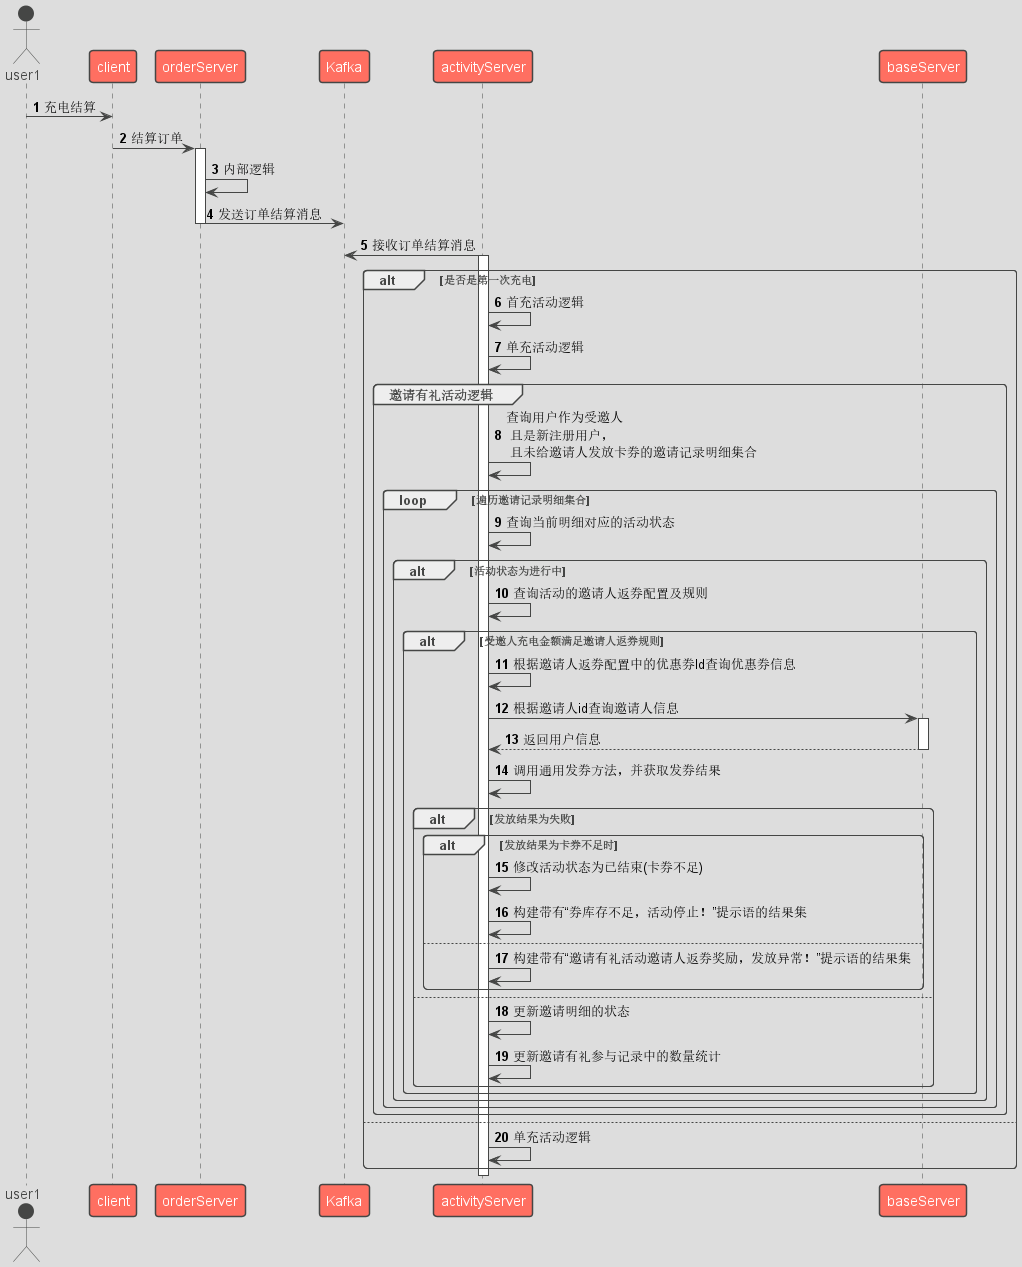 user1
client
orderServer
Kafka
activityServer
baseServer
1 充电结算
2 结算订单
3 内部逻辑
4 发送订单结算消息
5 接收订单结算消息
alt [是否是第一次充电]
6 首充活动逻辑
7 单充活动逻辑
邀请有礼活动逻辑
查询用户作为受邀人
8 且是新注册用户，
且未给邀请人发放卡券的邀请记录明细集合
loop [遍历邀请记录明细集合]
9 查询当前明细对应的活动状态
alt [活动状态为进行中]
10 查询活动的邀请人返券配置及规则
alt [受邀人充电金额满足邀请人返券规则]
11 根据邀请人返券配置中的优惠券Id查询优惠券信息
12 根据邀请人id查询邀请人信息
13 返回用户信息
14 调用通用发券方法，并获取发券结果
alt [发放结果为失败]
alt [发放结果为卡券不足时]
15 修改活动状态为已结束(卡券不足)
16 构建带有“券库存不足，活动停止！”提示语的结果集
17 构建带有“邀请有礼活动邀请人返券奖励，发放异常！”提示语的结果集
18 更新邀请明细的状态
19 更新邀请有礼参与记录中的数量统计
20 单充活动逻辑
user1
client
orderServer
Kafka
activityServer
baseServer